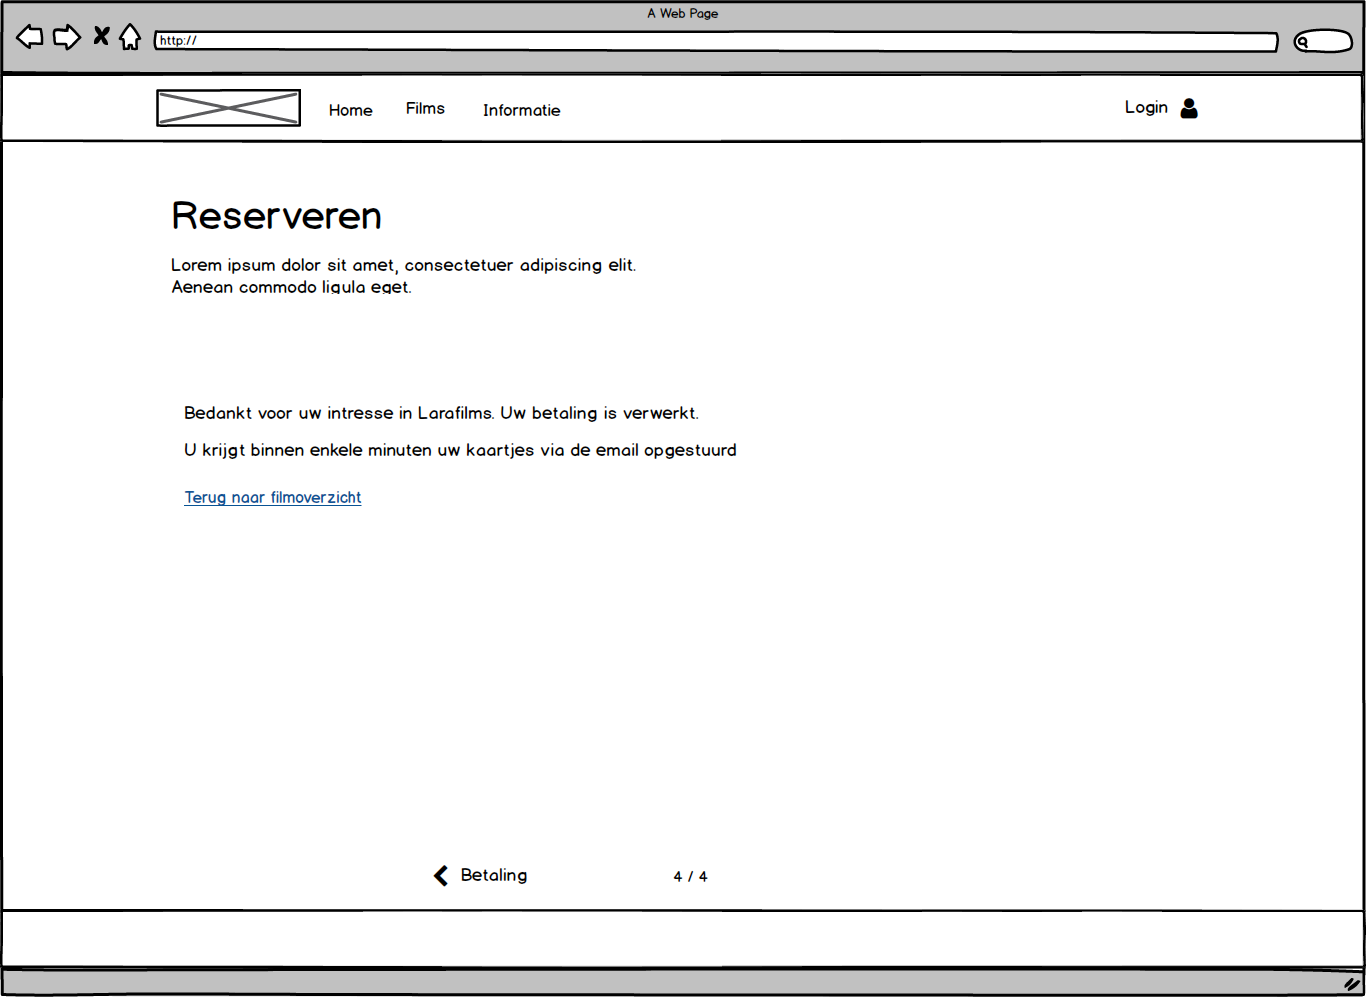 A Web Page
http://
Home Films Informatie Login
Reserveren
Lorem ipsum dolor sit amet, consectetuer adipiscing elit.
Aenean commodo ligula eget.
Bedankt voor uw intresse in Larafilms. Uw betaling is verwerkt.
U krijgt binnen enkele minuten uw kaartjes via de email opgestuurd
Terug naar filmoverzicht
Betaling 4 / 4